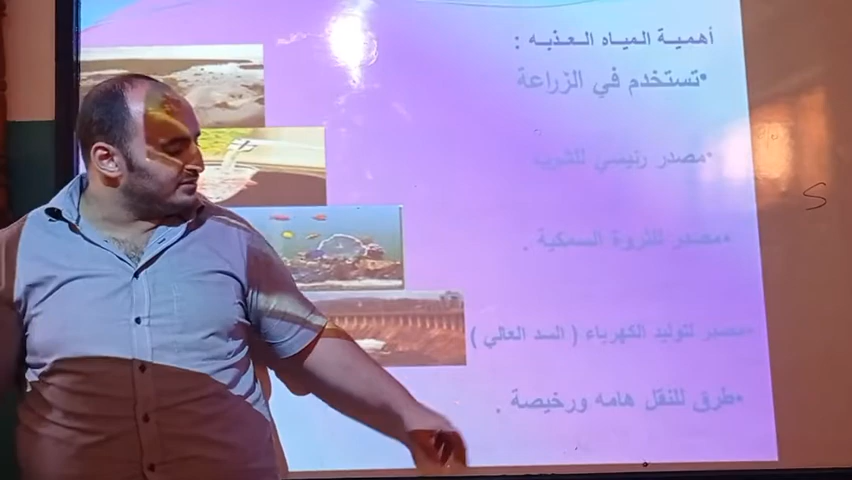 أهمية المياه العذبه :
•تستخدم في الزراعة
•مصدر رئيسي للشرب
•مصدر للثروة السمكية .
•مصدر لتوليد الكهرباء ( السد العالي )
•طرق للنقل هامه ورخيصة .